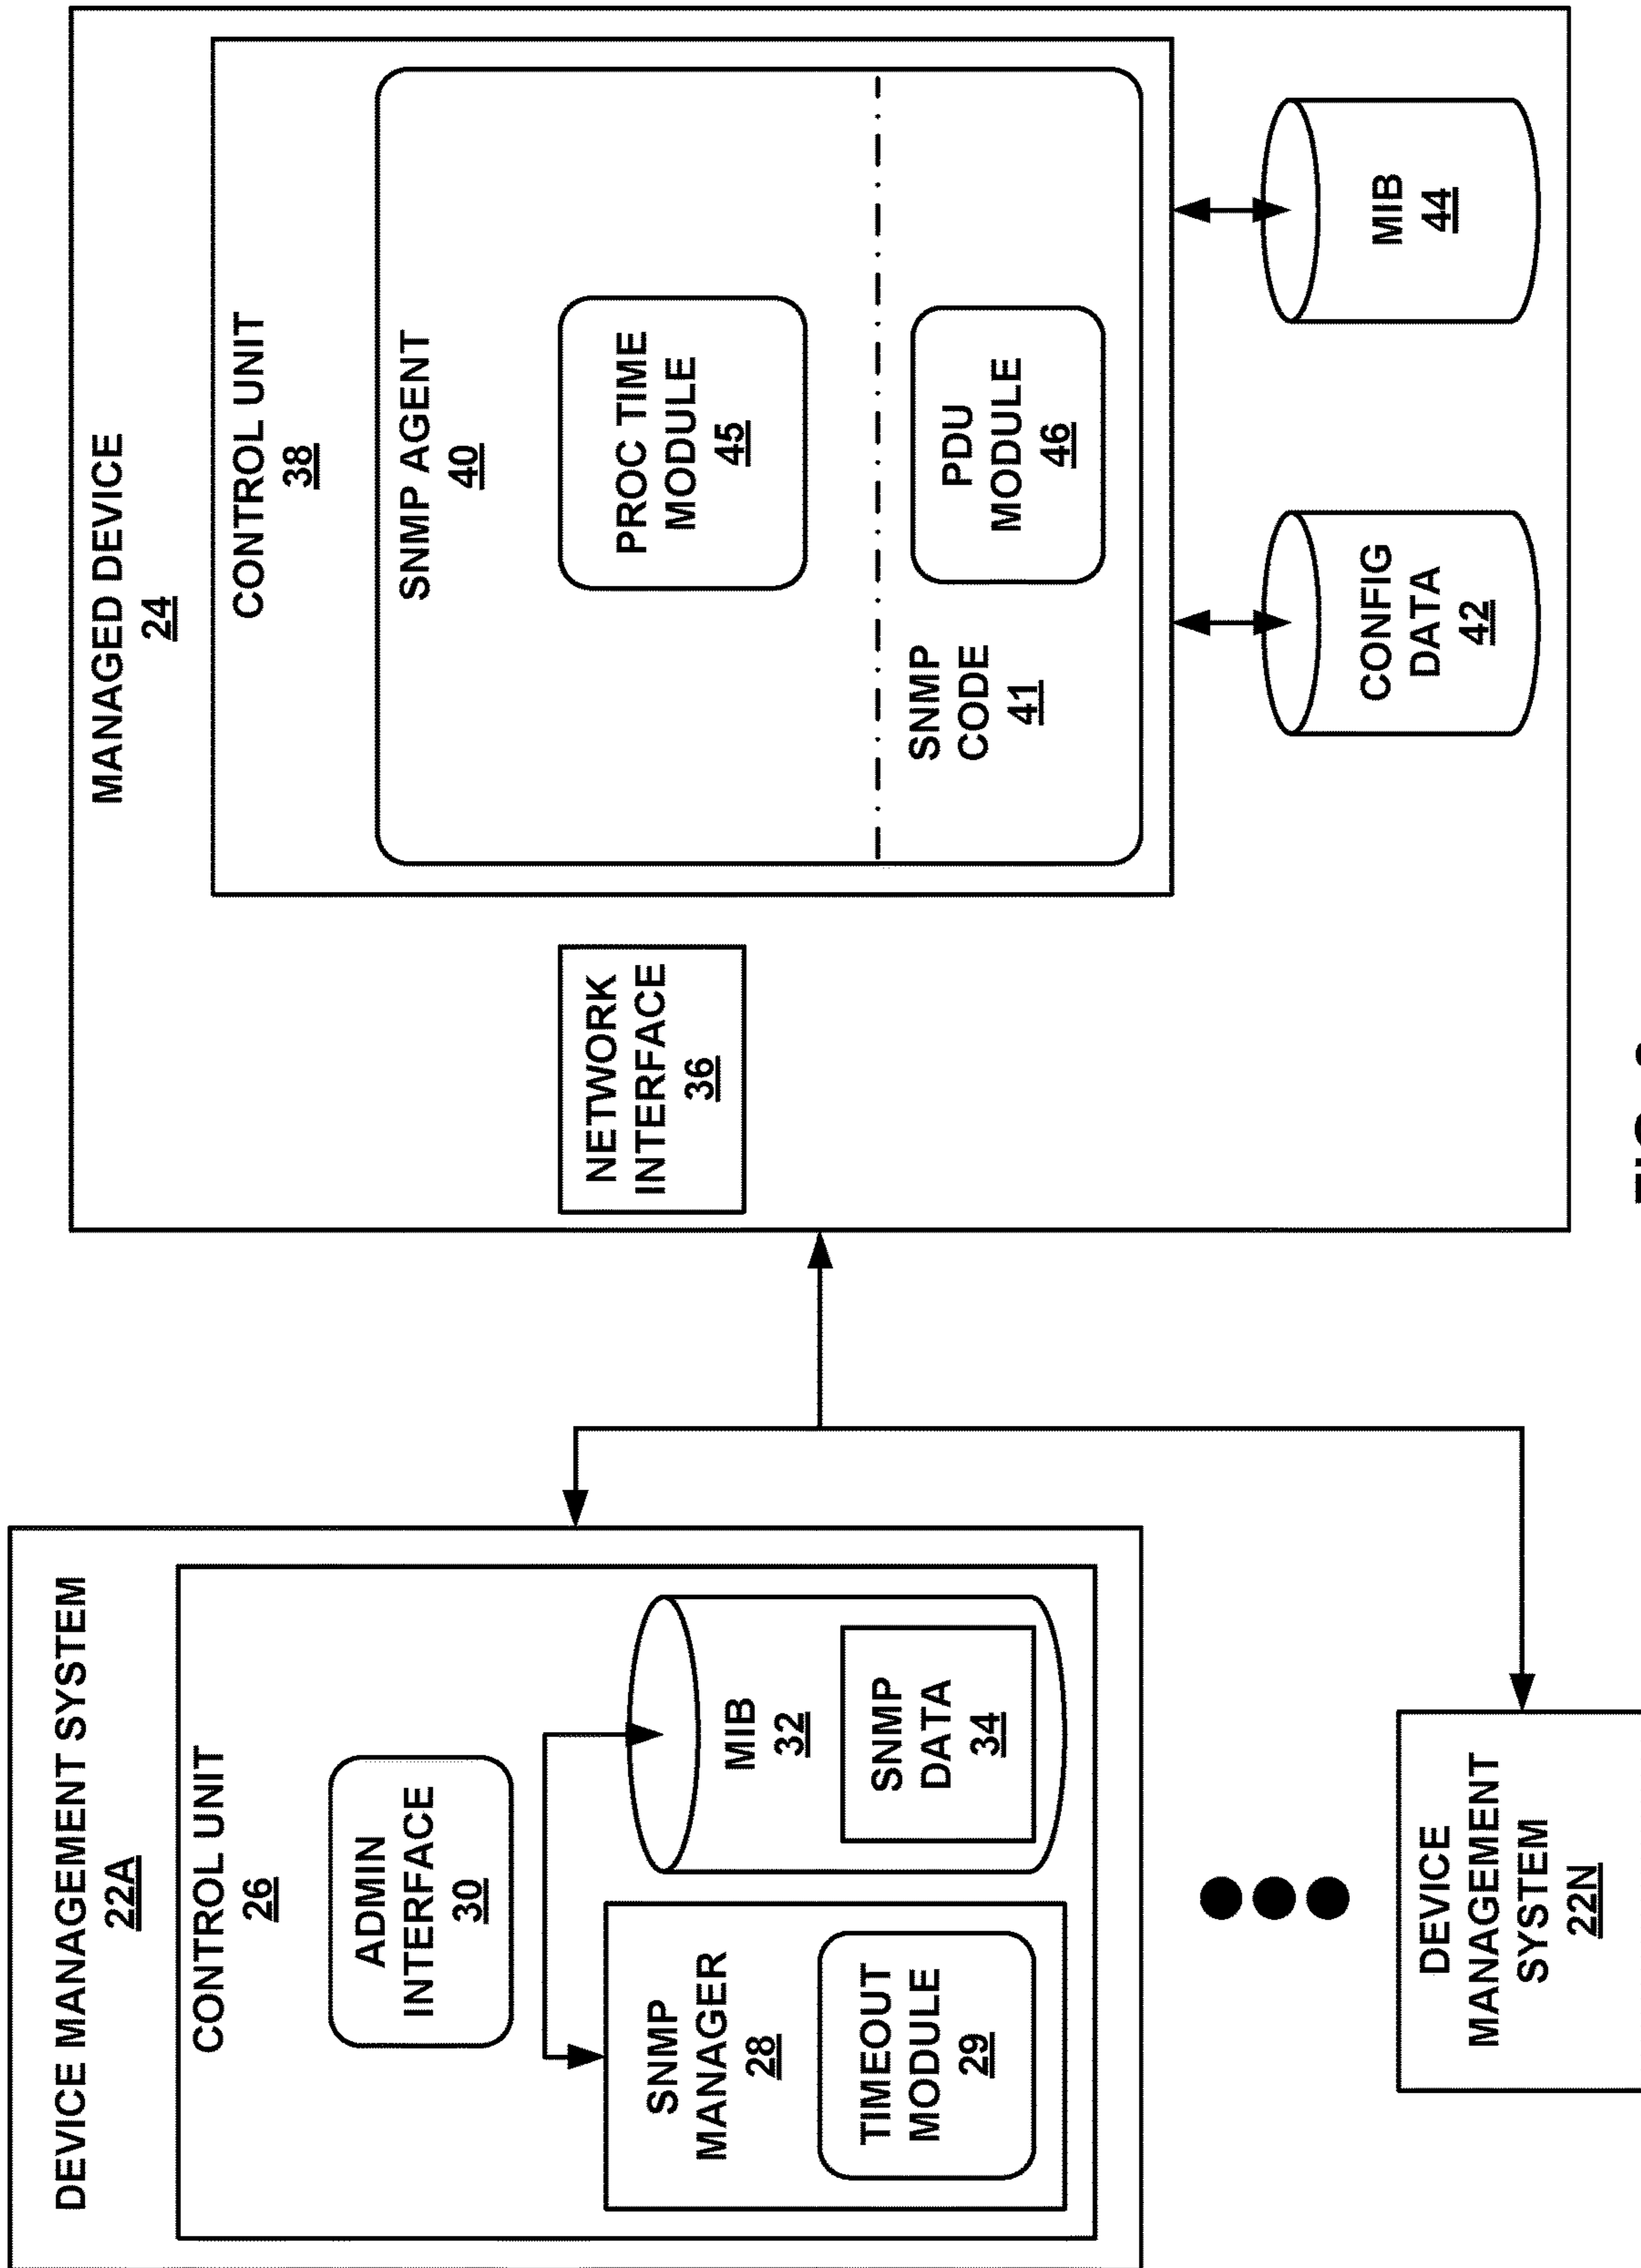 DEVICE MANAGEMENT SYSTEM
22A
CONTROL UNIT
26
ADMIN
INTERFACE
30
SNMP
MANAGER
28
TIMEOUT
MODULE
29
MIB
32
SNMP
DATA
34
DEVICE
MANAGEMENT
SYSTEM
22N
MANAGED DEVICE
24
NETWORK
INTERFACE
36
CONTROL UNIT
38
SNMP AGENT
40
PROC TIME
MODULE
45
SNMP
CODE
41
PDU
MODULE
46
CONFIG
DATA
42
MIB
44